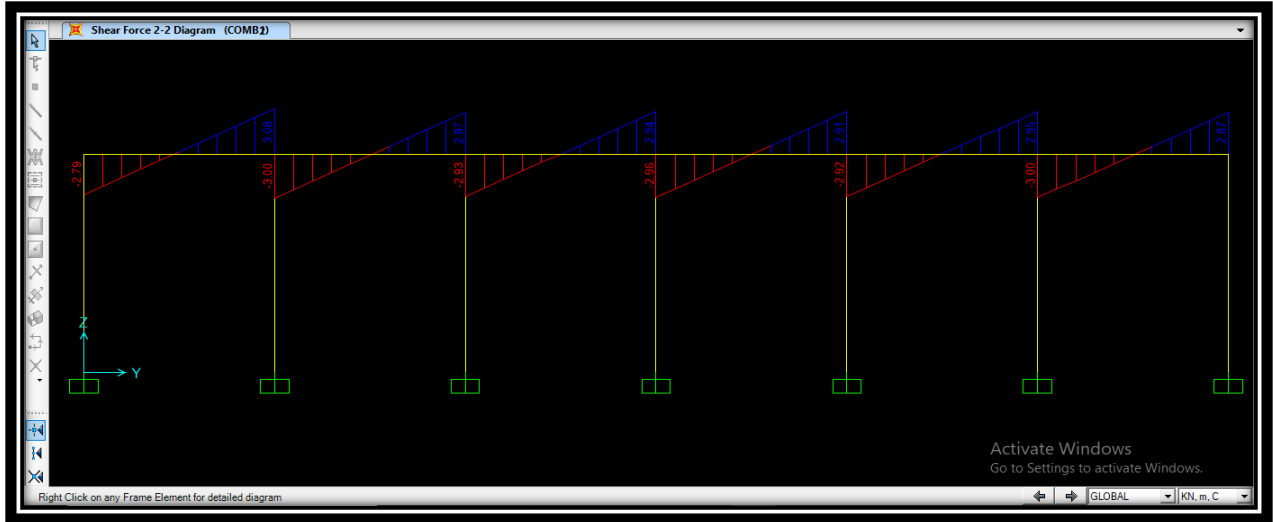 Shear Force 2-2 Diagram (COMB2)
3.08
2.87
2.94
2.91
2.95
2.87
-2.79
-3.00
-2.93
-2.96
-2.92
-3.00
Z
Y
Activate Windows
Go to Settings to activate Windows.
Right Click on any Frame Element for detailed diagram
GLOBAL
KN, m, C